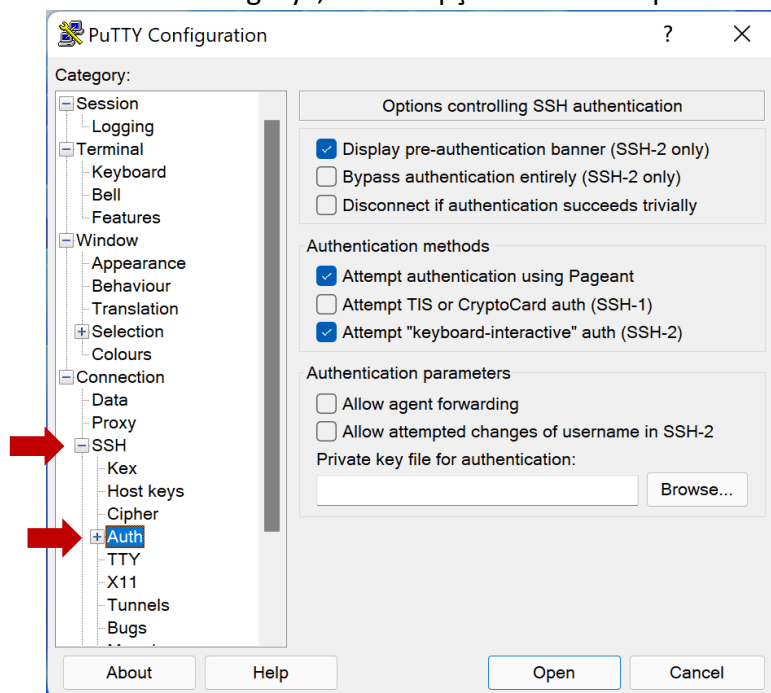 PuTTY Configuration ? X
Category:
Session
Logging
Terminal
Keyboard
Bell
Features
Window
Appearance
Behaviour
Translation
Selection
Colours
Connection
Data
Proxy
SSH
Kex
Host keys
Cipher
Auth
TTY
X11
Tunnels
Bugs
Options controlling SSH authentication
Display pre-authentication banner (SSH-2 only)
Bypass authentication entirely (SSH-2 only)
Disconnect if authentication succeeds trivially
Authentication methods
Attempt authentication using Pageant
Attempt TIS or CryptoCard auth (SSH-1)
Attempt "keyboard-interactive" auth (SSH-2)
Authentication parameters
Allow agent forwarding
Allow attempted changes of username in SSH-2
Private key file for authentication:
Browse...
About Help Open Cancel